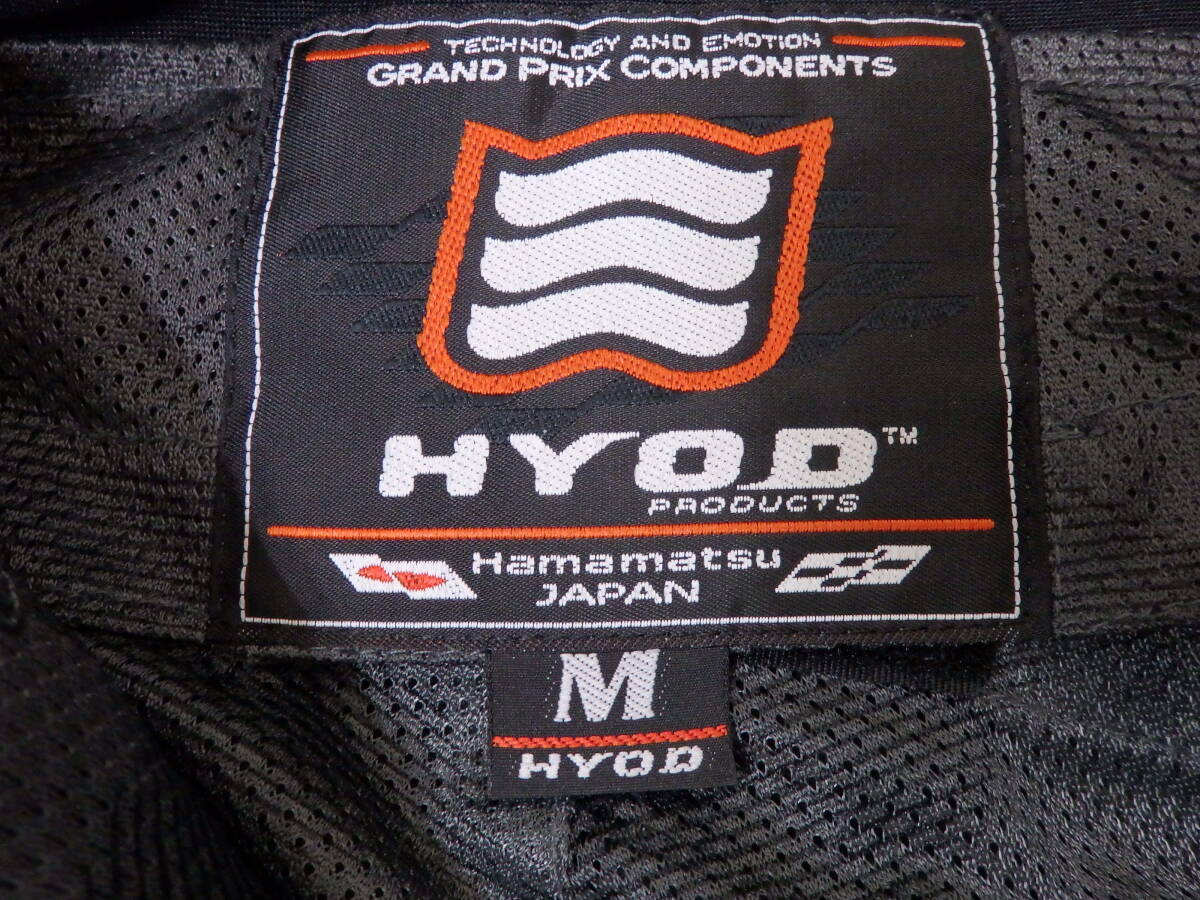 TECHNOLOGY AND EMOTION
GRAND PRIX COMPONENTS
HYOD™
PRODUCTS
Hamamatsu
JAPAN
M
HYOD